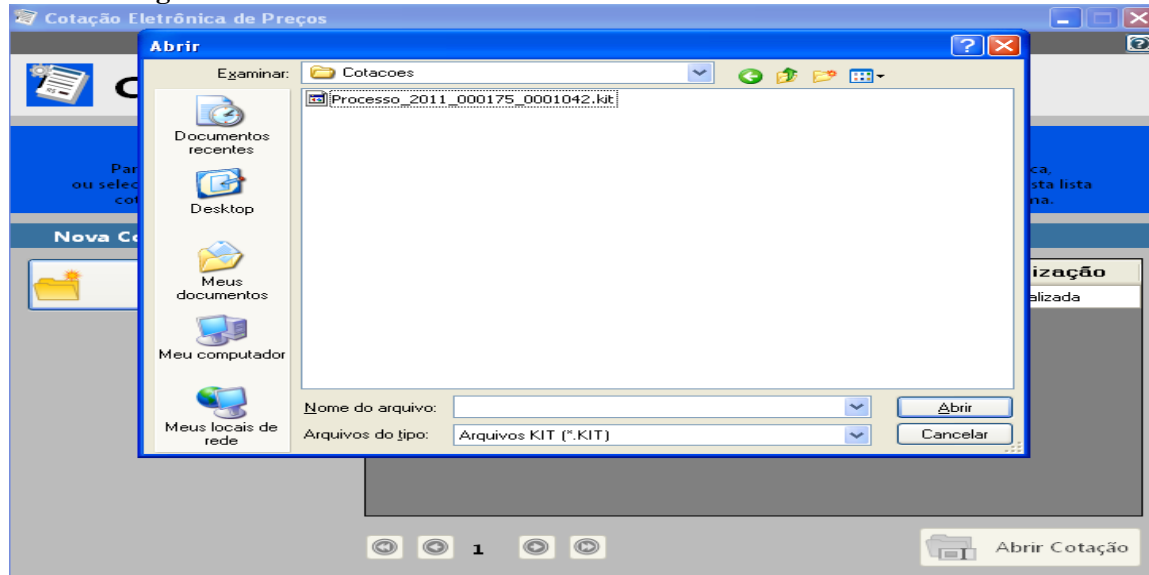 Cotação Eletrônica de Preços
Abrir
Examinar:
Cotacoes
Processo_2011_000175_0001042.kit
Documentos
recentes
Desktop
Meus
documentos
Meu computador
Meus locais de
rede
Nome do arquivo:
Abrir
Arquivos do tipo:
Arquivos KIT (*.KIT)
Cancelar
C
Par
ca,
ou selec
sta lista
cot
na.
Nova Co
ização
alizada
1
Abrir Cotação